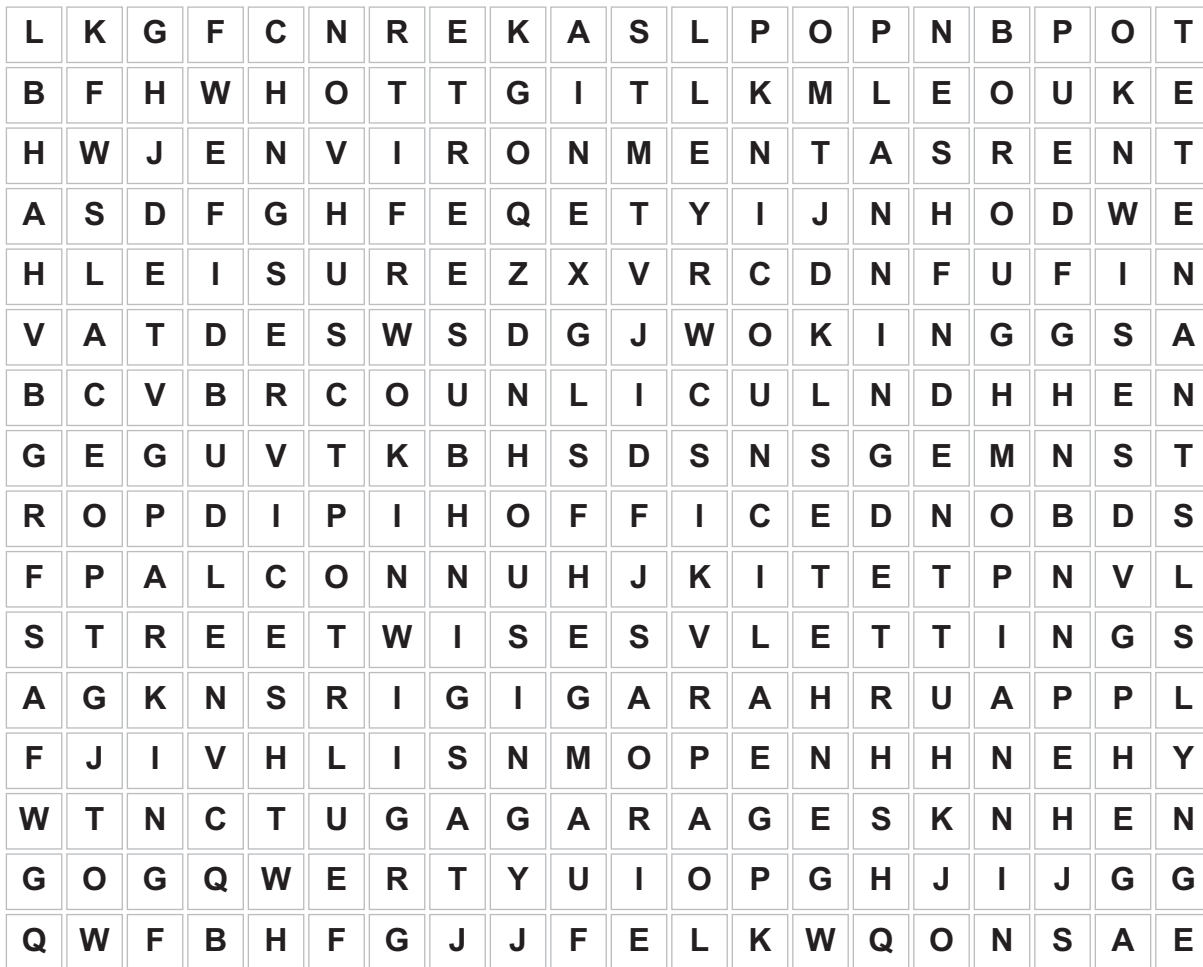 L K G F C N R E K A S L P O P N B P O T
B F H W H O T T G I T L K M L E O U K E
H W J E N V I R O N M E N T A S R E N T
A S D F G H F E Q E T Y I J N H O D W E
H L E I S U R E Z X V R C D N F U F I N
V A T D E S W S D G J W O K I N G G S A
B C V B R C O U N L I C U L N D H H E N
G E G U V T K B H S D S N S G E M N S T
R O P D I P I H O F F I C E D N O B D S
F P A L C O N N U H J K I T E T P N V L
S T R E E T W I S E S V L E T T I N G S
A G K N S R I G I G A R A H R U A P P L
F J I V H L I S N M O P E N H H N E H Y
W T N C T U G A G A R A G E S K N H E N
G O G Q W E R T Y U I O P G H J I J G G
Q W F B H F G J J F E L K W Q O N S A E